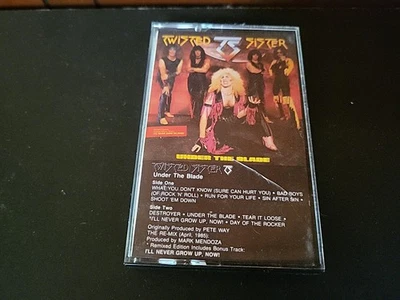 TWISTED TS SISTER
UNDER THE BLADE
TWISTED SISTER TS
Under The Blade
Side One
WHAT YOU DON'T KNOW (SURE CAN HURT YOU) • BAD BOYS
(OF ROCK 'N' ROLL) • RUN FOR YOUR LIFE • SIN AFTER SIN •
SHOOT 'EM DOWN
Side Two
DESTROYER • UNDER THE BLADE • TEAR IT LOOSE •
*I'LL NEVER GROW UP, NOW! • DAY OF THE ROCKER
Originally Produced by PETE WAY
THE RE-MIX (April, 1985):
Produced by MARK MENDOZA
* Remixed Edition Includes Bonus Track:
I'LL NEVER GROW UP, NOW!